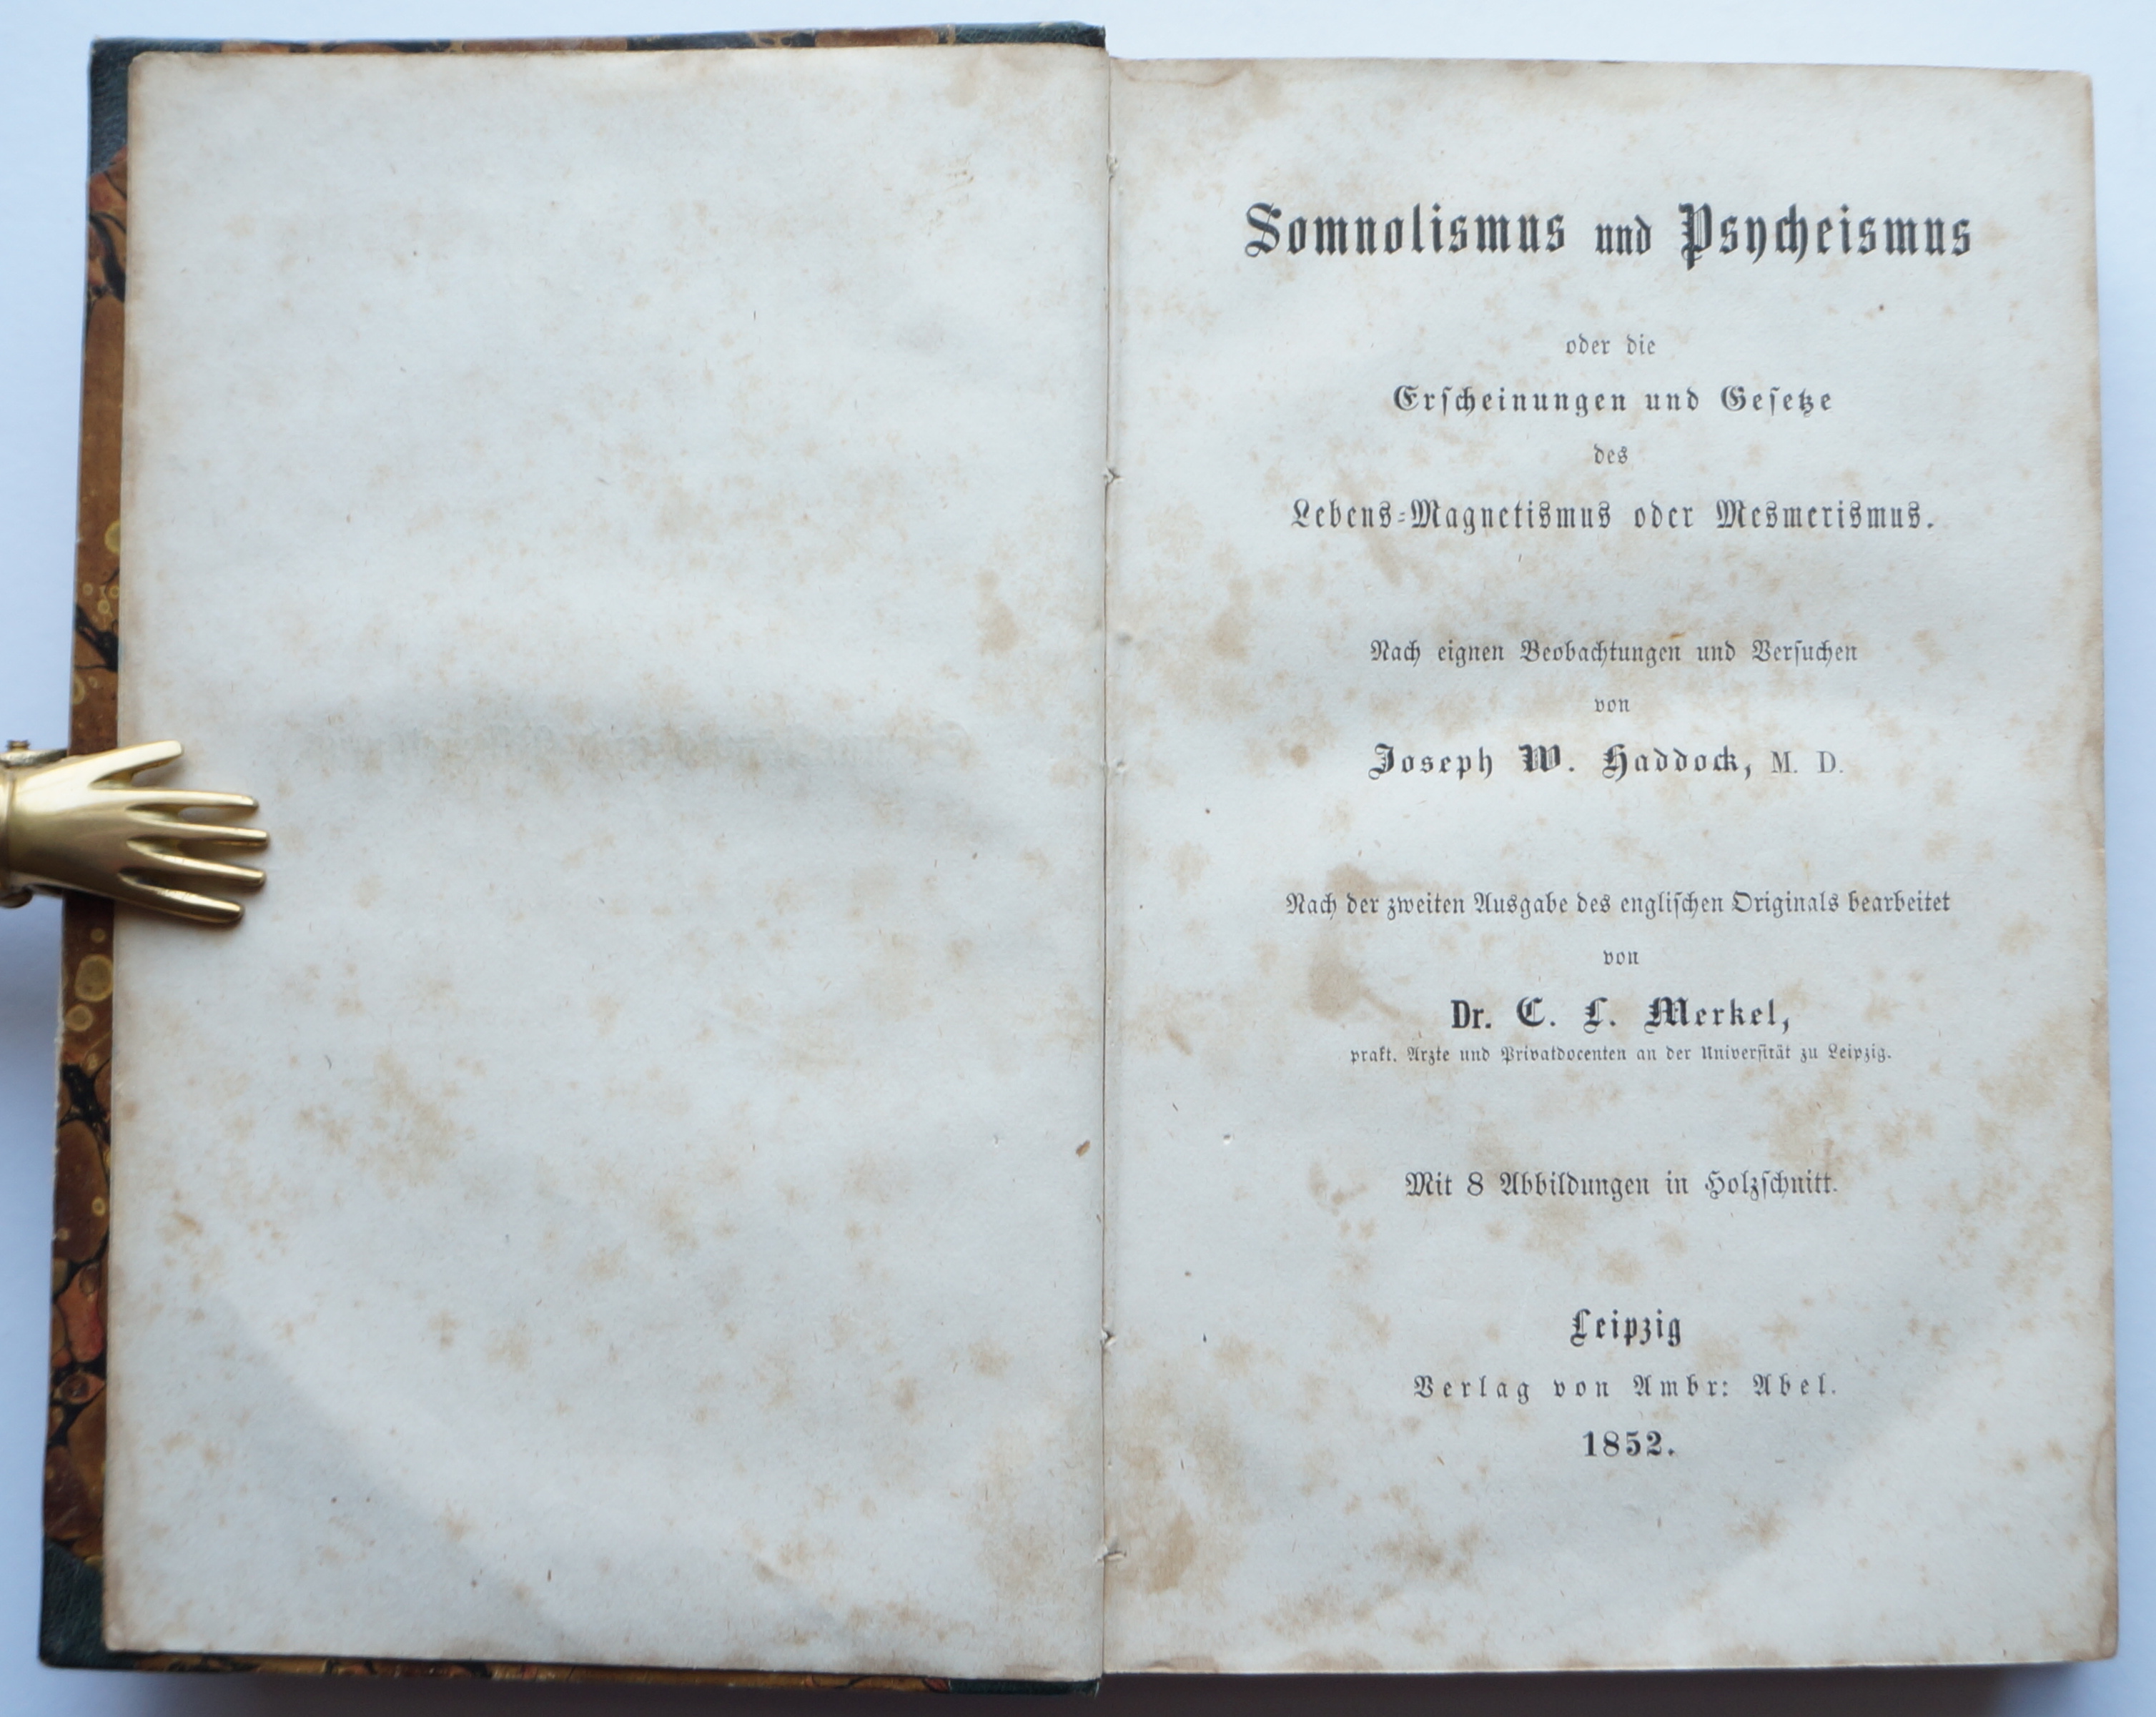 Somnolismus und Psycheismus
oder die
Erſcheinungen und Geſetze
des
Lebens-Magnetismus oder Mesmerismus.
Nach eignen Beobachtungen und Verſuchen
von
Joseph W. Haddock, M. D.
Nach der zweiten Ausgabe des engliſchen Originals bearbeitet
von
Dr. C. L. Merkel,
prakt. Arzte und Privatdocenten an der Univerſität zu Leipzig.
Mit 8 Abbildungen in Holzſchnitt.
Leipzig
Verlag von Ambr: Abel.
1852.